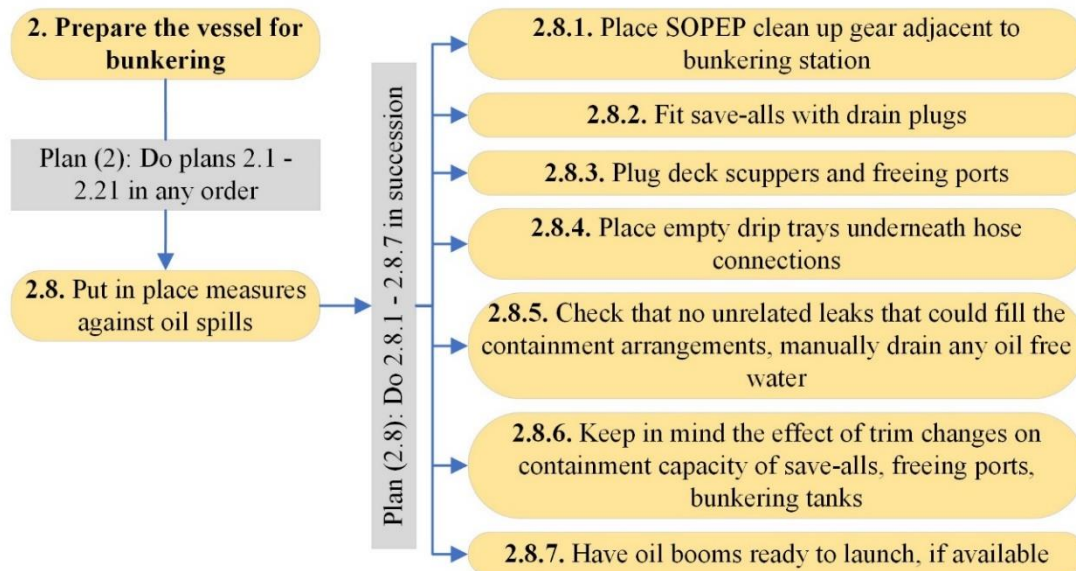 2. Prepare the vessel for
bunkering
Plan (2): Do plans 2.1 -
2.21 in any order
2.8. Put in place measures
against oil spills
Plan (2.8): Do 2.8.1 - 2.8.7 in succession
2.8.1. Place SOPEP clean up gear adjacent to
bunkering station
2.8.2. Fit save-alls with drain plugs
2.8.3. Plug deck scuppers and freeing ports
2.8.4. Place empty drip trays underneath hose
connections
2.8.5. Check that no unrelated leaks that could fill the
containment arrangements, manually drain any oil free
water
2.8.6. Keep in mind the effect of trim changes on
containment capacity of save-alls, freeing ports,
bunkering tanks
2.8.7. Have oil booms ready to launch, if available